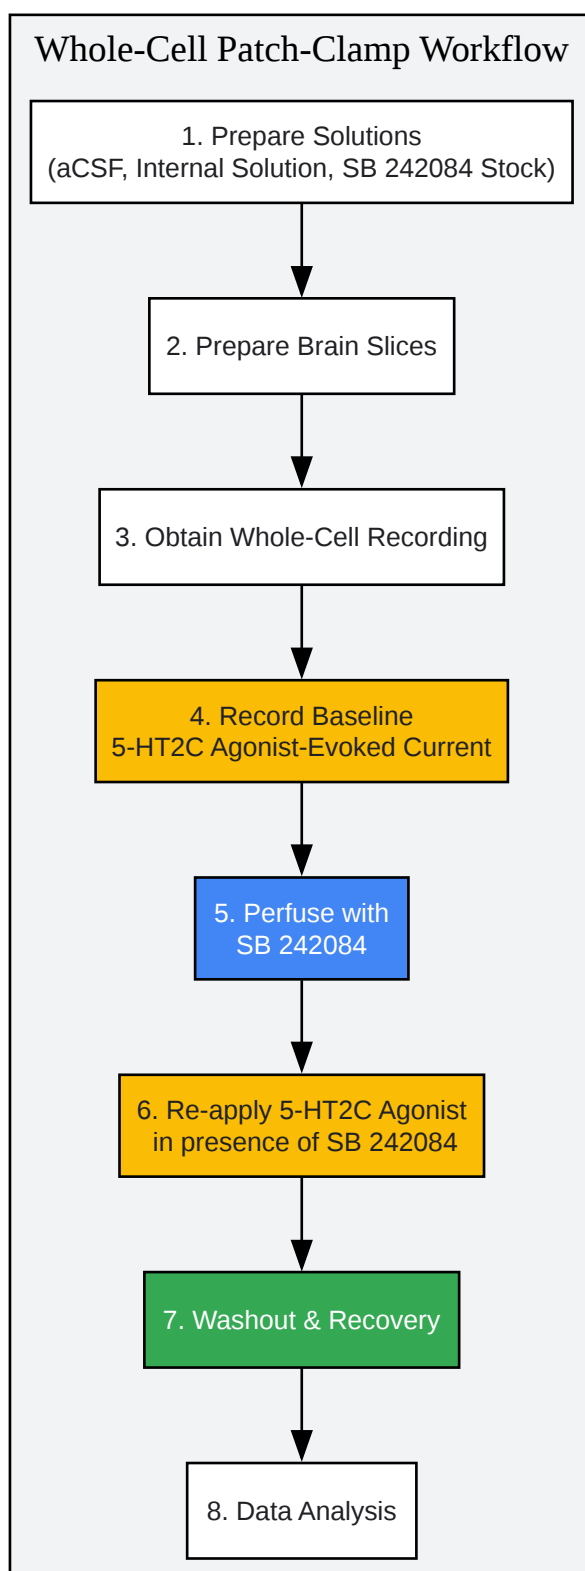 Whole-Cell Patch-Clamp Workflow
1. Prepare Solutions
(aCSF, Internal Solution, SB 242084 Stock)
2. Prepare Brain Slices
3. Obtain Whole-Cell Recording
4. Record Baseline
5-HT2C Agonist-Evoked Current
5. Perfuse with
SB 242084
6. Re-apply 5-HT2C Agonist
in presence of SB 242084
7. Washout & Recovery
8. Data Analysis